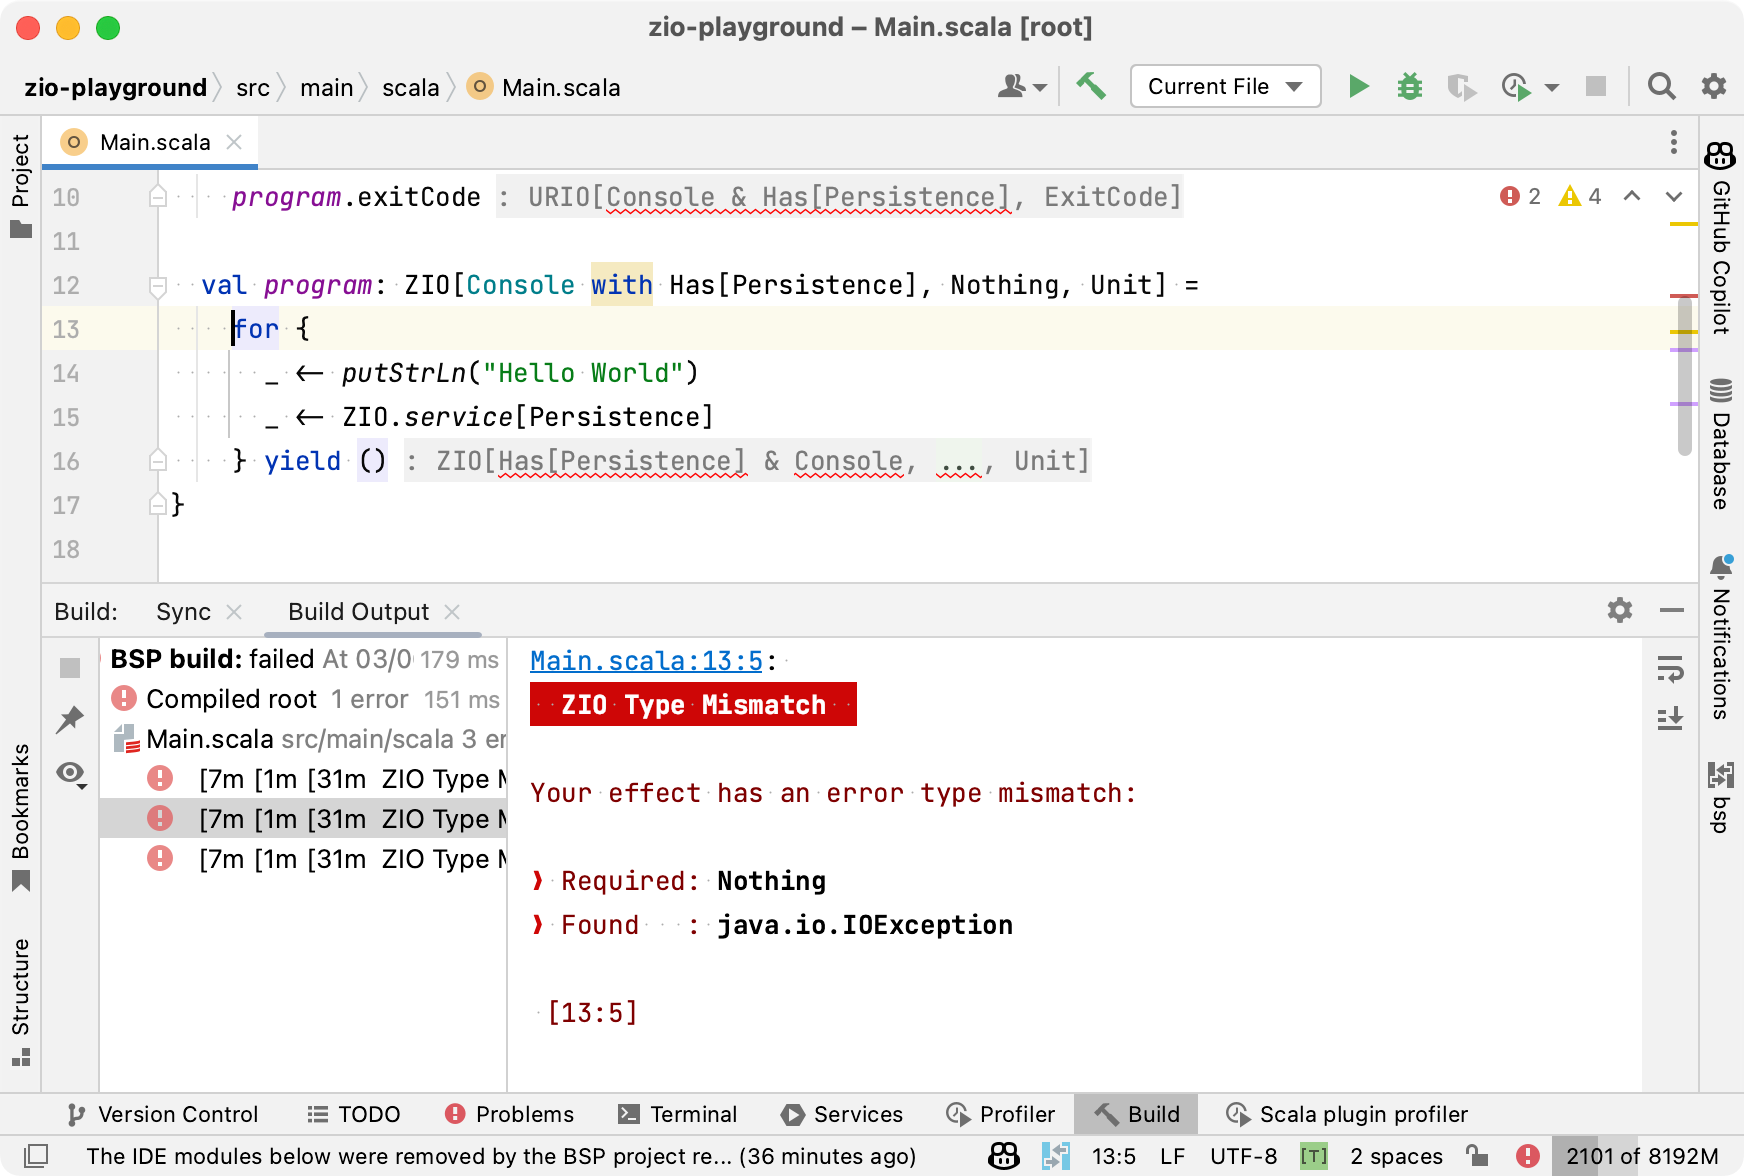 zio-playground – Main.scala [root]
zio-playground src main scala O Main.scala
Current File
O Main.scala
10 program.exitCode : URIO[Console & Has[Persistence], ExitCode]
2 4
11
12 val program: ZIO[Console with Has[Persistence], Nothing, Unit] =
13 for {
14 _ ← putStrLn("Hello World")
15 _ ← ZIO.service[Persistence]
16 } yield () : ZIO[Has[Persistence] & Console, ..., Unit]
17 }
18
Project
Bookmarks
Structure
GitHub Copilot
Database
Notifications
bsp
Build: Sync Build Output
BSP build: failed At 03/0 179 ms
Compiled root 1 error 151 ms
Main.scala src/main/scala 3 er
[7m [1m [31m ZIO Type M
[7m [1m [31m ZIO Type M
[7m [1m [31m ZIO Type M
Main.scala:13:5:
ZIO Type Mismatch
Your effect has an error type mismatch:
❫ Required: Nothing
❫ Found : java.io.IOException
[13:5]
Version Control TODO Problems Terminal Services Profiler Build Scala plugin profiler
The IDE modules below were removed by the BSP project re... (36 minutes ago) 13:5 LF UTF-8 [T] 2 spaces 2101 of 8192M